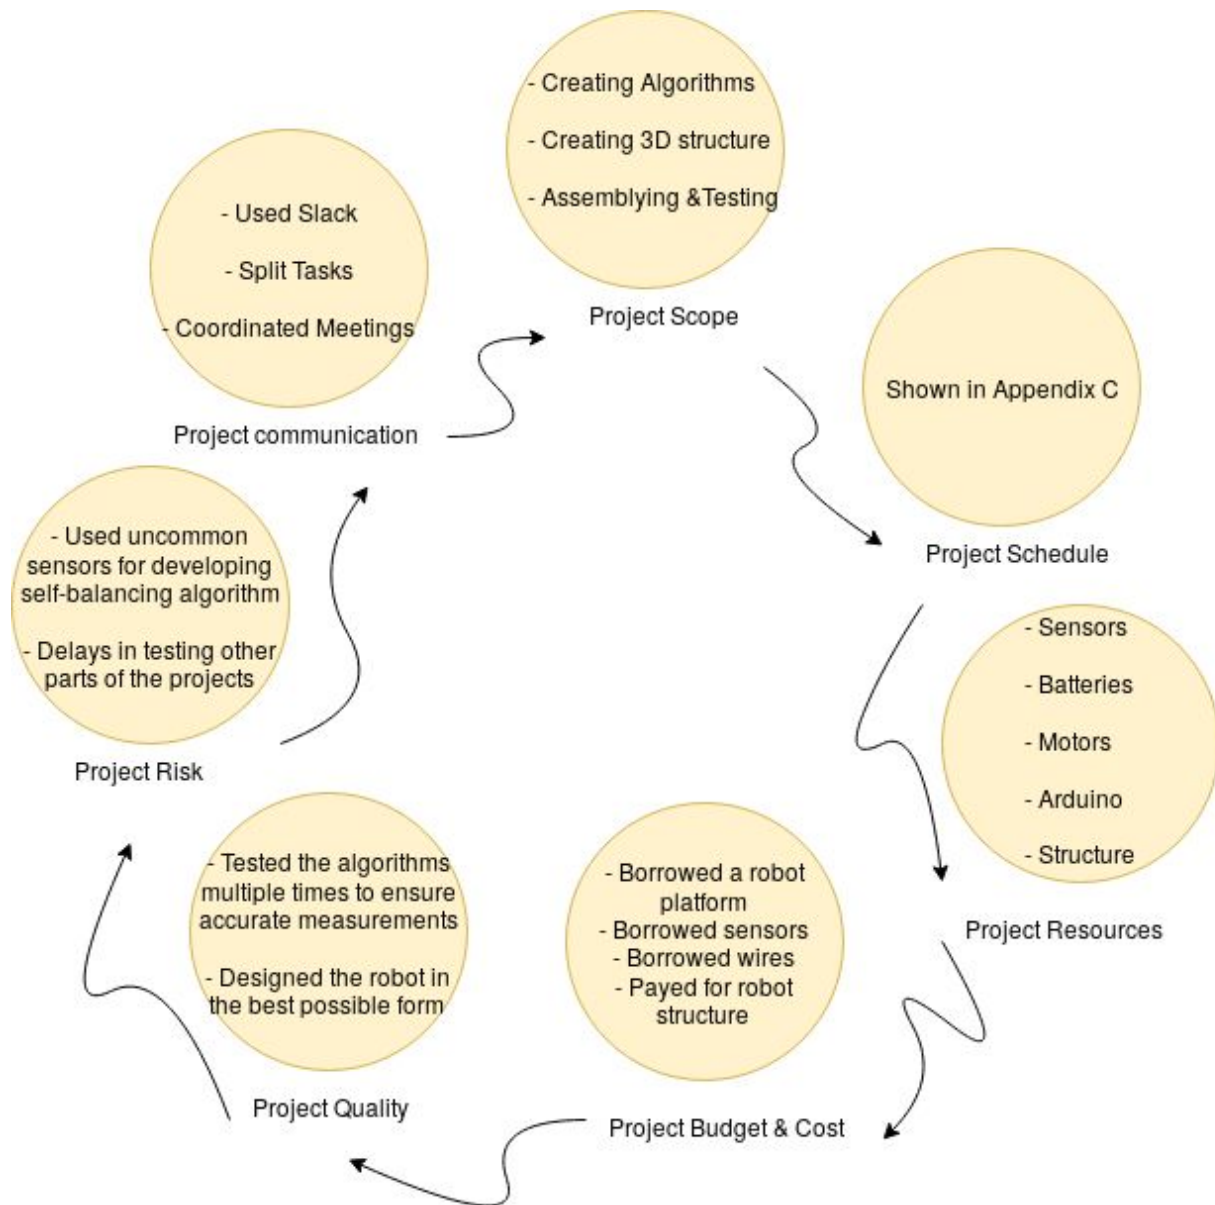 - Creating Algorithms
- Creating 3D structure
- Assemblying &Testing
Project Scope
Shown in Appendix C
Project Schedule
- Sensors
- Batteries
- Motors
- Arduino
- Structure
Project Resources
- Borrowed a robot
platform
- Borrowed sensors
- Borrowed wires
- Payed for robot
structure
Project Budget & Cost
- Tested the algorithms
multiple times to ensure
accurate measurements
- Designed the robot in
the best possible form
Project Quality
- Used uncommon
sensors for developing
self-balancing algorithm
- Delays in testing other
parts of the projects
Project Risk
- Used Slack
- Split Tasks
- Coordinated Meetings
Project communication